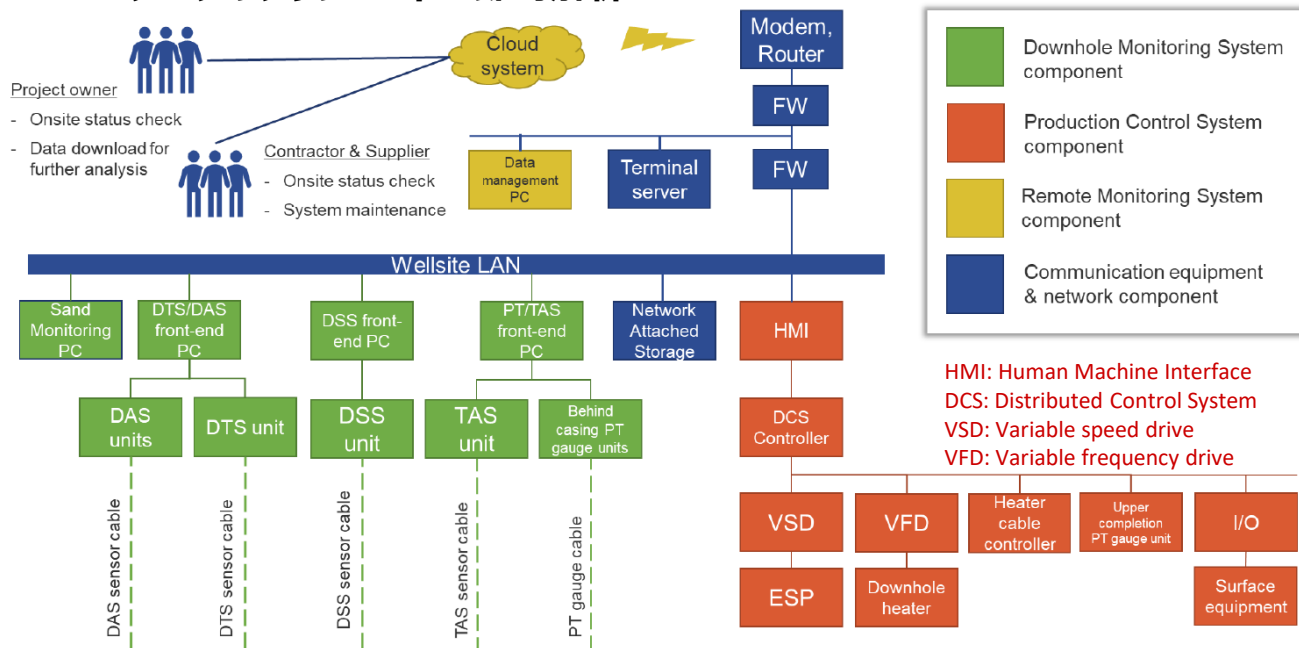 Cloud
system
Modem,
Router
FW
FW
Project owner
- Onsite status check
- Data download for
further analysis
Contractor & Supplier
- Onsite status check
- System maintenance
Data
management
PC
Terminal
server
Downhole Monitoring System
component
Production Control System
component
Remote Monitoring System
component
Communication equipment
& network component
Wellsite LAN
Sand
Monitoring
PC
DTS/DAS
front-end
PC
DSS front-
end PC
PT/TAS
front-end
PC
Network
Attached
Storage
HMI
HMI: Human Machine Interface
DCS: Distributed Control System
VSD: Variable speed drive
VFD: Variable frequency drive
DAS
units
DTS unit
DSS
unit
TAS
unit
Behind
casing PT
gauge units
DCS
Controller
DAS sensor cable
DTS sensor cable
DSS sensor cable
TAS sensor cable
PT gauge cable
VSD
VFD
Heater
cable
controller
Upper
completion
PT gauge unit
I/O
ESP
Downhole
heater
Surface
equipment